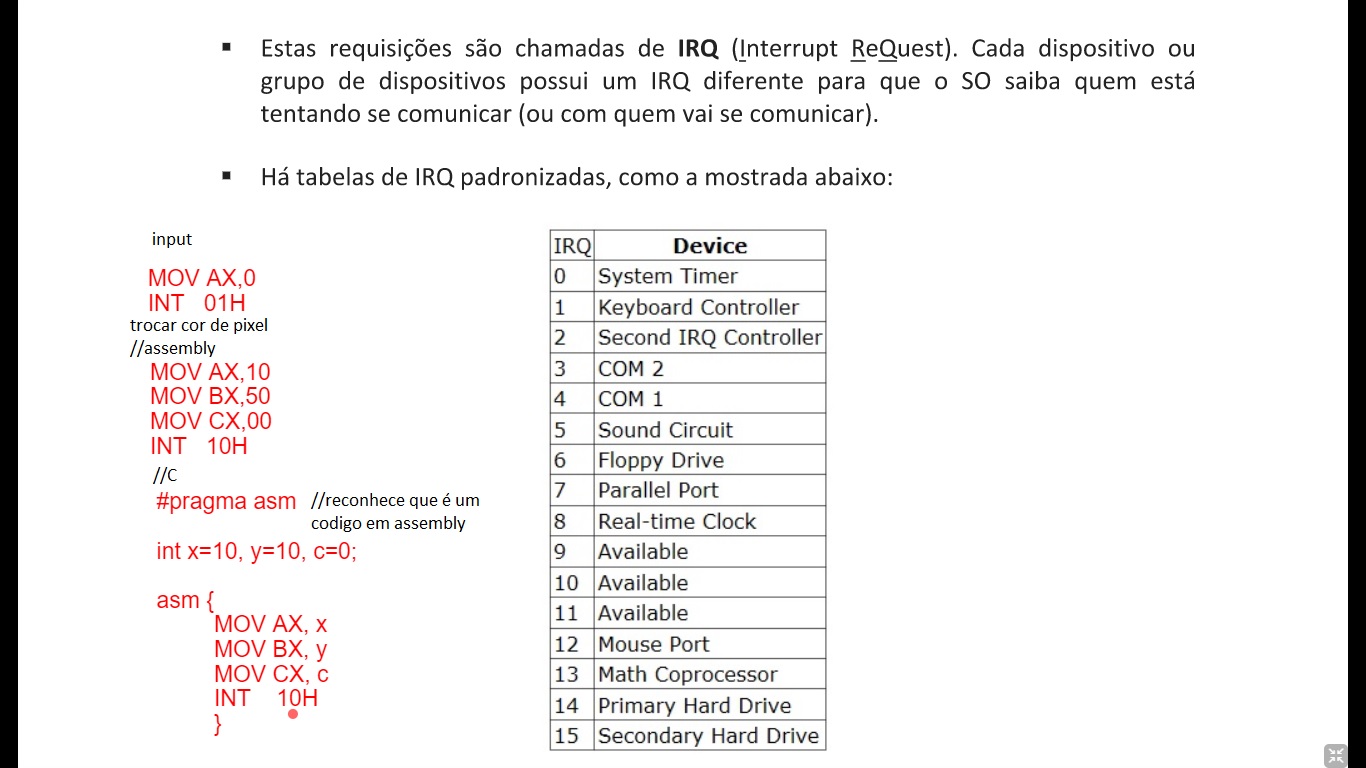 ▪ Estas requisições são chamadas de IRQ (Interrupt ReQuest). Cada dispositivo ou
grupo de dispositivos possui um IRQ diferente para que o SO saiba quem está
tentando se comunicar (ou com quem vai se comunicar).
▪ Há tabelas de IRQ padronizadas, como a mostrada abaixo:
input
MOV AX,0
INT 01H
trocar cor de pixel
//assembly
MOV AX,10
MOV BX,50
MOV CX,00
INT 10H
//C
#pragma asm //reconhece que é um
codigo em assembly
int x=10, y=10, c=0;
asm {
MOV AX, x
MOV BX, y
MOV CX, c
INT 10H
}
IRQ Device
0 System Timer
1 Keyboard Controller
2 Second IRQ Controller
3 COM 2
4 COM 1
5 Sound Circuit
6 Floppy Drive
7 Parallel Port
8 Real-time Clock
9 Available
10 Available
11 Available
12 Mouse Port
13 Math Coprocessor
14 Primary Hard Drive
15 Secondary Hard Drive